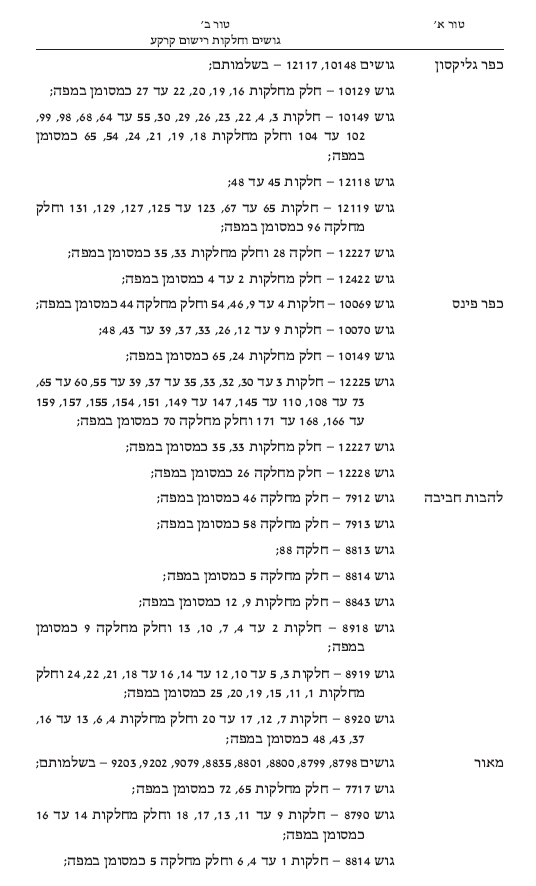 טור א׳ טור ב׳
גושים וחלקות רישום קרקע
כפר גליקסון גושים 10148, 12117 – בשלמותם;
גוש 10129 – חלק מחלקות 16, 19, 20, 22 עד 27 כמסומן במפה;
גוש 10149 – חלקות 3, 4, 22, 23, 26, 29, 30, 55 עד 64, 68, 98, 99,
102 עד 104 וחלק מחלקות 18, 19, 21, 24, 54, 65 כמסומן
במפה;
גוש 12118 – חלקות 45 עד 48;
גוש 12119 – חלקות 65 עד 67, 123 עד 125, 127, 129, 131 וחלק
מחלקה 96 כמסומן במפה;
גוש 12227 – חלקה 28 וחלק מחלקות 33, 35 כמסומן במפה;
גוש 12422 – חלק מחלקות 2 עד 4 כמסומן במפה;
כפר פינס גוש 10069 – חלקות 4 עד 9, 46, 54 וחלק מחלקה 44 כמסומן במפה;
גוש 10070 – חלקות 9 עד 12, 26, 33, 37, 39 עד 43, 48;
גוש 10149 – חלק מחלקות 24, 65 כמסומן במפה;
גוש 12225 – חלקות 3 עד 30, 32, 33, 35 עד 37, 39 עד 55, 60 עד 65,
73 עד 108, 110 עד 145, 147 עד 149, 151, 154, 155, 157, 159
עד 166, 168 עד 171 וחלק מחלקה 70 כמסומן במפה;
גוש 12227 – חלק מחלקות 33, 35 כמסומן במפה;
גוש 12228 – חלק מחלקה 26 כמסומן במפה;
להבות חביבה גוש 7912 – חלק מחלקה 46 כמסומן במפה;
גוש 7913 – חלק מחלקה 58 כמסומן במפה;
גוש 8813 – חלקה 88;
גוש 8814 – חלק מחלקה 5 כמסומן במפה;
גוש 8843 – חלק מחלקות 9, 12 כמסומן במפה;
גוש 8918 – חלקות 2 עד 4, 7, 10, 13 וחלק מחלקה 9 כמסומן
במפה;
גוש 8919 – חלקות 3, 5 עד 10, 12 עד 14, 16 עד 18, 21, 22, 24 וחלק
מחלקות 1, 11, 15, 19, 20, 25 כמסומן במפה;
גוש 8920 – חלקות 7, 12, 17 עד 20 וחלק מחלקות 4, 6, 13 עד 16,
37, 43, 48 כמסומן במפה;
מאור גושים 8798, 8799, 8800, 8801, 8835, 9079, 9202, 9203 – בשלמותם;
גוש 7717 – חלק מחלקות 65, 72 כמסומן במפה;
גוש 8790 – חלקות 9 עד 11, 13, 17, 18 וחלק מחלקות 14 עד 16
כמסומן במפה;
גוש 8814 – חלקות 1 עד 4, 6 וחלק מחלקה 5 כמסומן במפה;